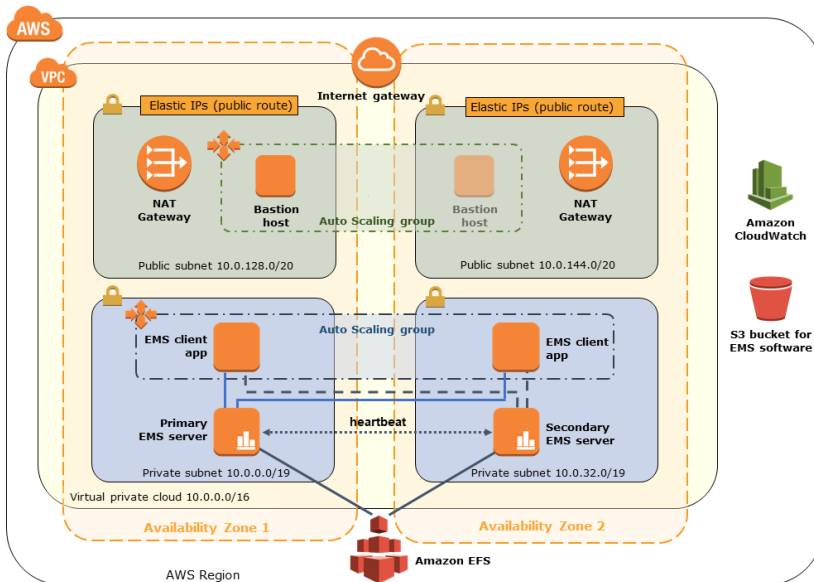 AWS
VPC
Internet gateway
Elastic IPs (public route)
Elastic IPs (public route)
NAT
Gateway
Bastion
host
Auto Scaling group
Bastion
host
NAT
Gateway
Public subnet 10.0.128.0/20
Public subnet 10.0.144.0/20
Amazon
CloudWatch
S3 bucket for
EMS software
Auto Scaling group
EMS client
app
EMS client
app
Primary
EMS server
heartbeat
Secondary
EMS server
Private subnet 10.0.0.0/19
Private subnet 10.0.32.0/19
Virtual private cloud 10.0.0.0/16
Availability Zone 1
Availability Zone 2
Amazon EFS
AWS Region